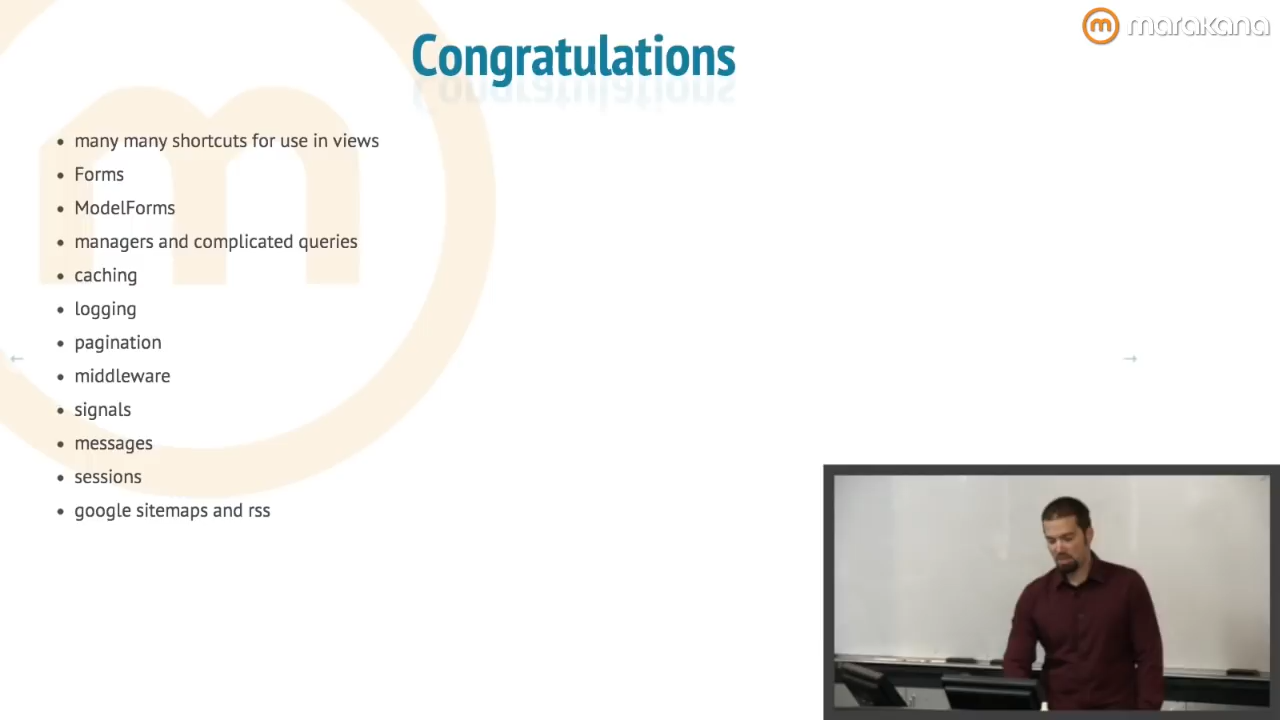 marakana
Congratulations
many many shortcuts for use in views
Forms
ModelForms
managers and complicated queries
caching
logging
pagination
middleware
signals
messages
sessions
google sitemaps and rss